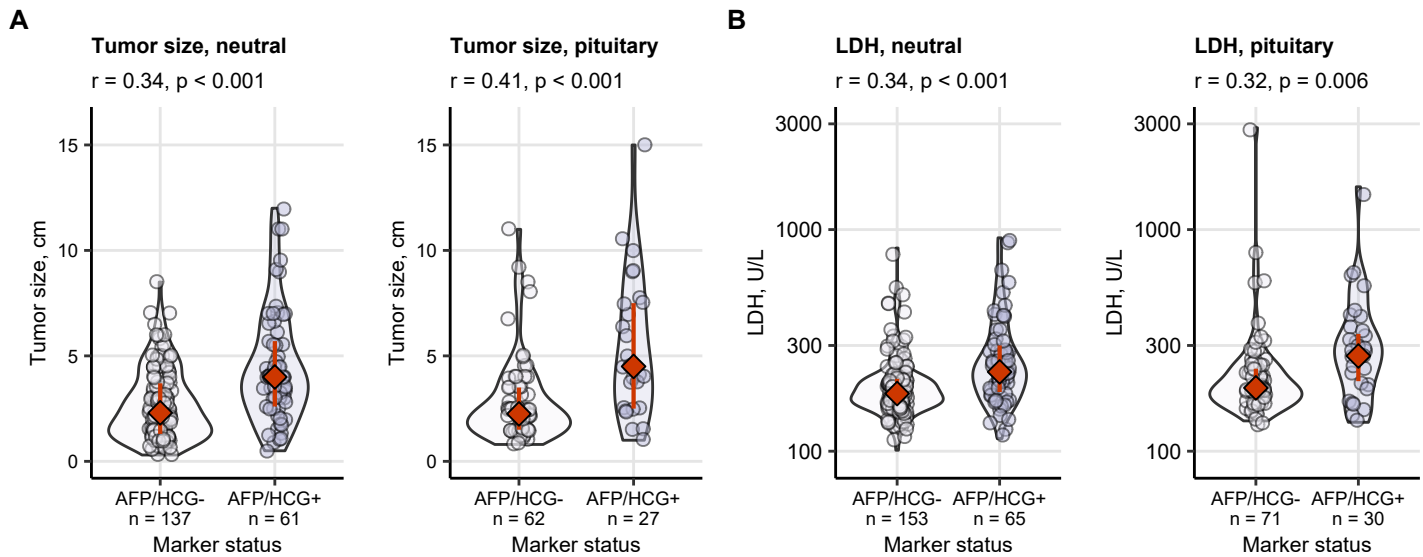 A
Tumor size, neutral
r = 0.34, p < 0.001
Tumor size, cm
15
10
5
0
AFP/HCG-
n = 137
AFP/HCG+
n = 61
Marker status
Tumor size, pituitary
r = 0.41, p < 0.001
Tumor size, cm
15
10
5
0
AFP/HCG-
n = 62
AFP/HCG+
n = 27
Marker status
B
LDH, neutral
r = 0.34, p < 0.001
LDH, U/L
3000
1000
300
100
AFP/HCG-
n = 153
AFP/HCG+
n = 65
Marker status
LDH, pituitary
r = 0.32, p = 0.006
LDH, U/L
3000
1000
300
100
AFP/HCG-
n = 71
AFP/HCG+
n = 30
Marker status